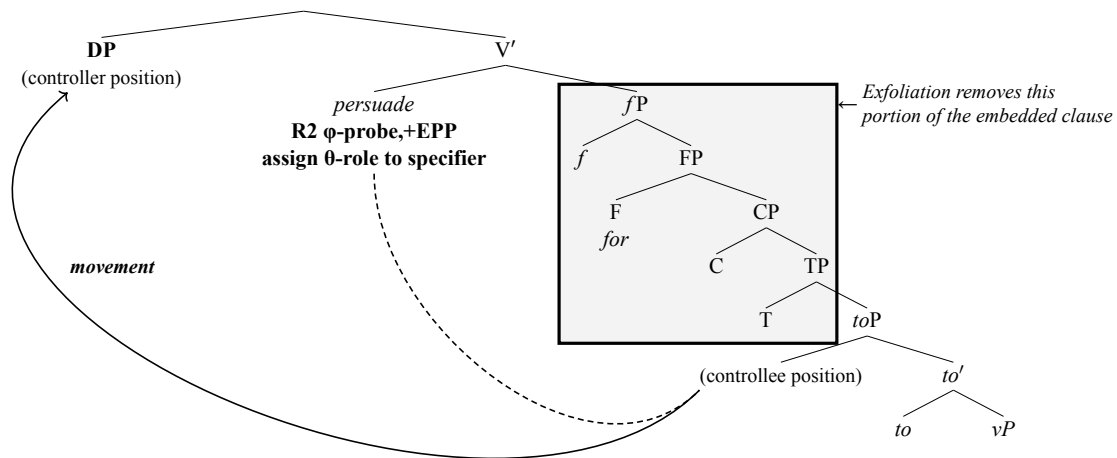 DP
(controller position)
V′
persuade
R2 φ-probe,+EPP
assign θ-role to specifier
fP
← Exfoliation removes this
portion of the embedded clause
f
FP
F
for
CP
C
TP
movement
T
toP
(controllee position)
to′
to
vP